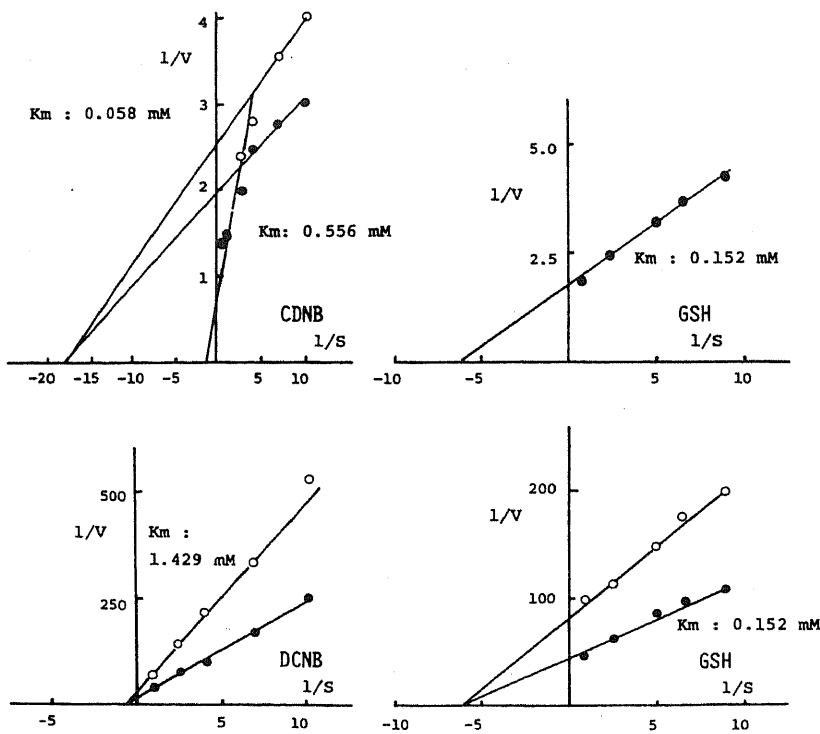 4
1/V
3
Km : 0.058 mM
2
Km: 0.556 mM
1
CDNB
1/S
-20 -15 -10 -5 5 10
5.0
1/V
2.5
Km : 0.152 mM
GSH
1/S
-10 -5 5 10
500
1/V
Km :
1.429 mM
250
DCNB
1/S
-5 5 10
200
1/V
100
Km : 0.152 mM
GSH
1/S
-10 -5 5 10